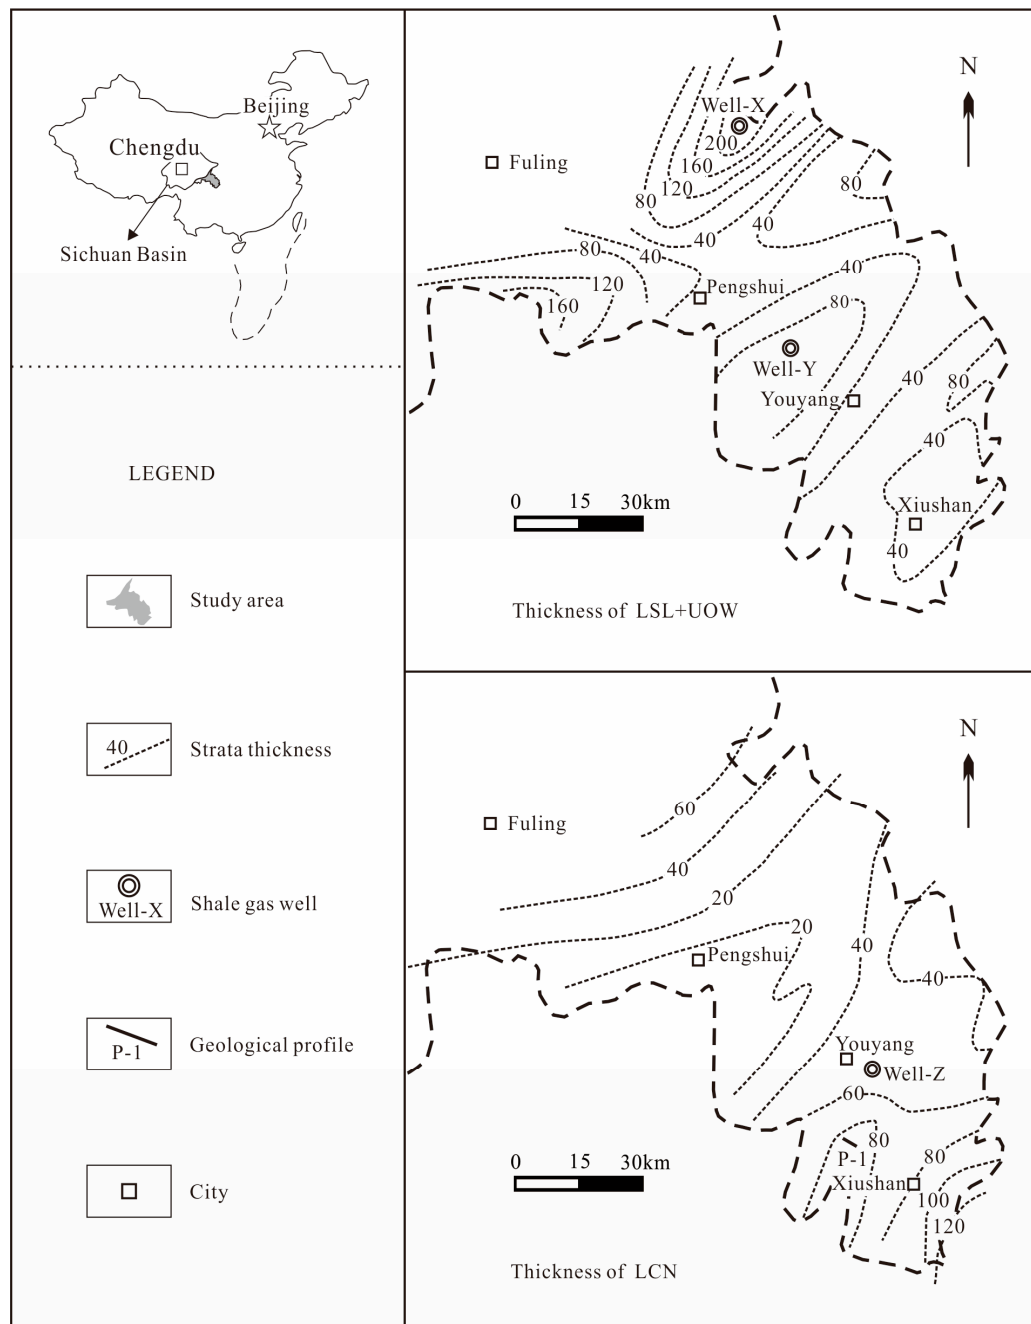 Beijing
Chengdu
Sichuan Basin
LEGEND
Study area
40
Strata thickness
Well-X
Shale gas well
P-1
Geological profile
City
N
Well-X
200
Fuling
160
120
80
80
40
40
80
40
40
120
Pengshui
160
80
Well-Y
40
80
Youyang
40
0 15 30km
Xiushan
40
Thickness of LSL+UOW
N
60
Fuling
40
20
20
40
Pengshui
40
Youyang
Well-Z
60
80
P-1
80
0 15 30km
Xiushan
100
120
Thickness of LCN